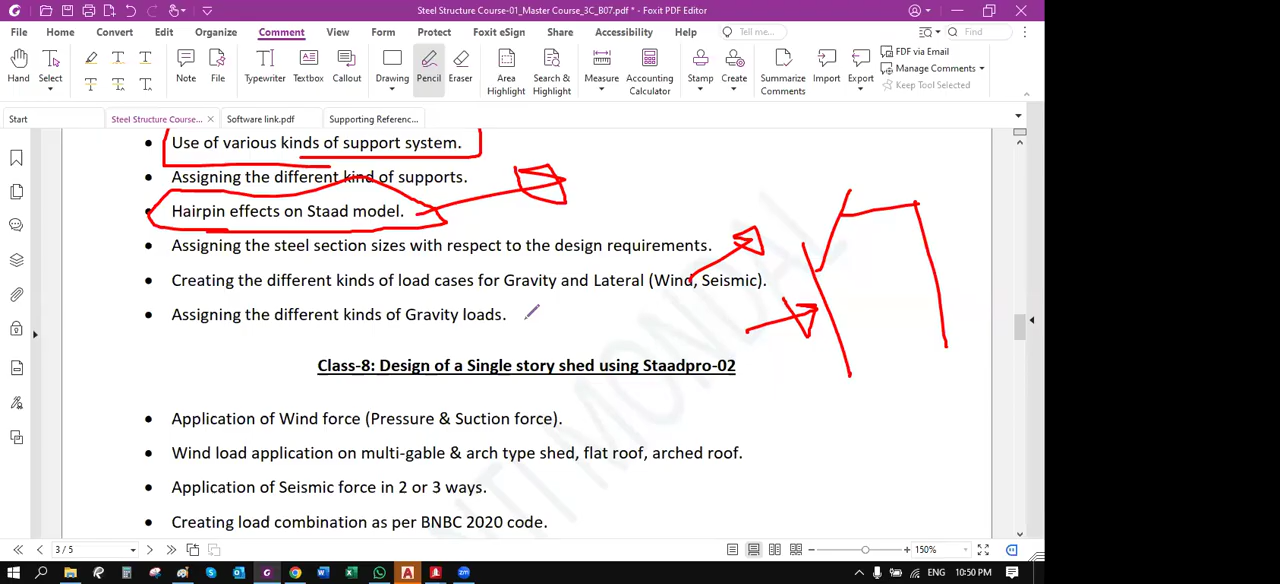 Steel Structure Course-01_Master Course_3C_B07.pdf * - Foxit PDF Editor
File Home Convert Edit Organize Comment View Form Protect Foxit eSign Share Accessibility Help Tell me... Find
Hand Select Note File Typewriter Textbox Callout Drawing Pencil Eraser Area Highlight Search & Highlight Measure Accounting Calculator Stamp Create Summarize Comments Import Export
FDF via Email
Manage Comments
Keep Tool Selected
Start Steel Structure Course... Software link.pdf Supporting Referenc...
Use of various kinds of support system.
Assigning the different kind of supports.
Hairpin effects on Staad model.
Assigning the steel section sizes with respect to the design requirements.
Creating the different kinds of load cases for Gravity and Lateral (Wind, Seismic).
Assigning the different kinds of Gravity loads.
Class-8: Design of a Single story shed using Staadpro-02
Application of Wind force (Pressure & Suction force).
Wind load application on multi-gable & arch type shed, flat roof, arched roof.
Application of Seismic force in 2 or 3 ways.
Creating load combination as per BNBC 2020 code.
3 / 5 150%
ENG 10:50 PM